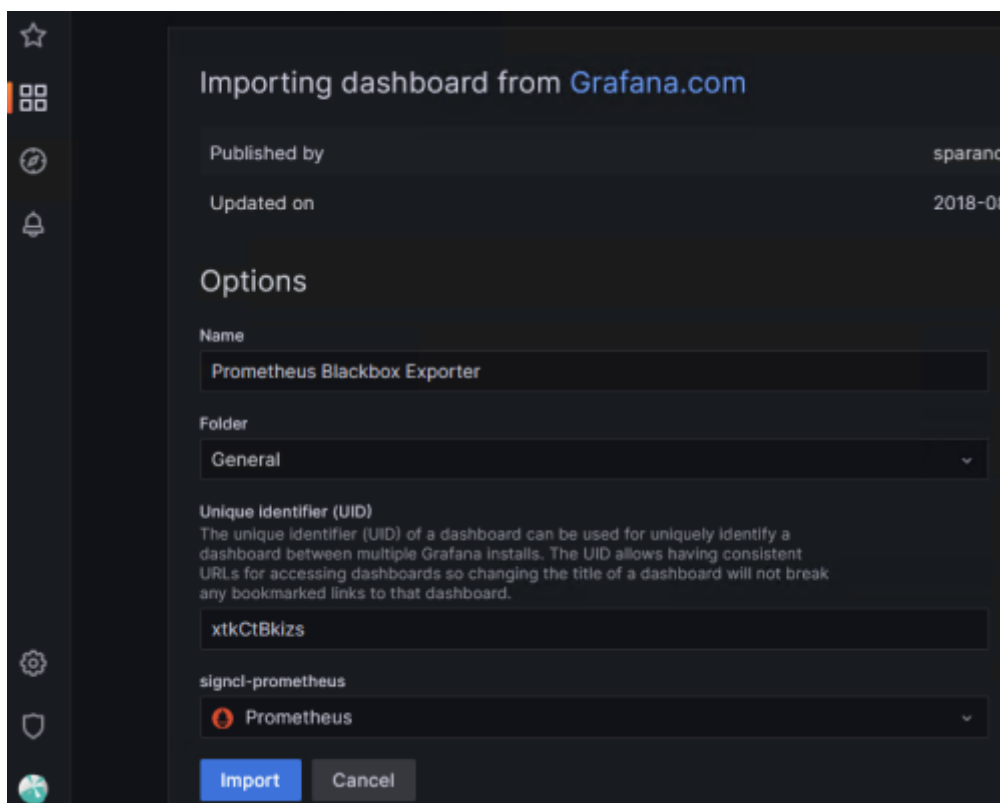 Importing dashboard from Grafana.com
Published by
sparanc
Updated on
2018-08
Options
Name
Prometheus Blackbox Exporter
Folder
General
Unique identifier (UID)
The unique identifier (UID) of a dashboard can be used for uniquely identify a
dashboard between multiple Grafana installs. The UID allows having consistent
URLs for accessing dashboards so changing the title of a dashboard will not break
any bookmarked links to that dashboard.
xtkCtBkizs
signcl-prometheus
Prometheus
Import
Cancel